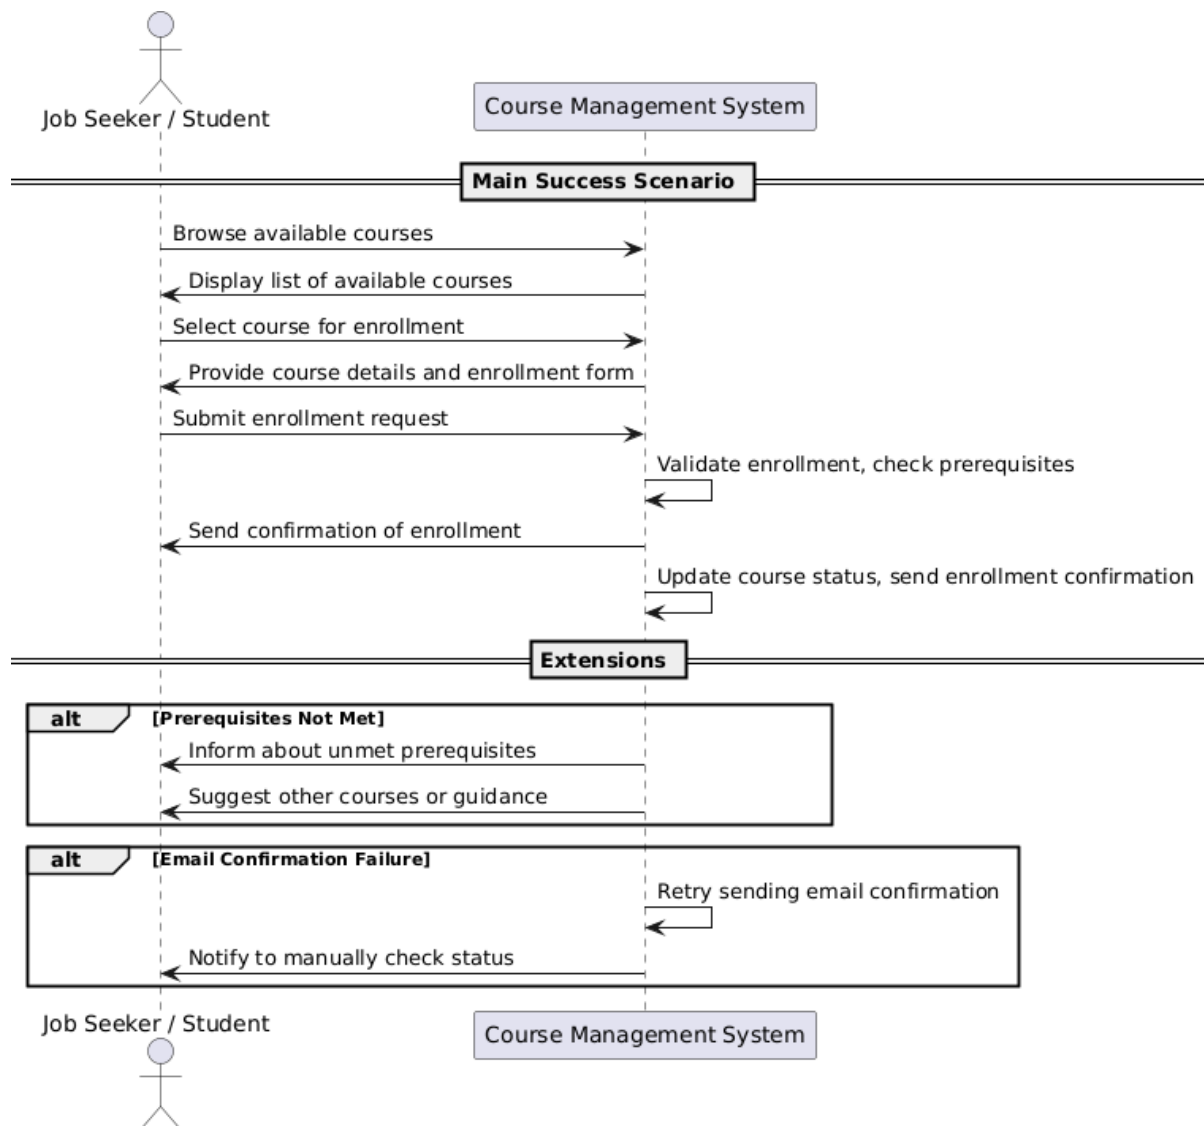 Job Seeker / Student
Course Management System
Main Success Scenario
Browse available courses
Display list of available courses
Select course for enrollment
Provide course details and enrollment form
Submit enrollment request
Validate enrollment, check prerequisites
Send confirmation of enrollment
Update course status, send enrollment confirmation
Extensions
alt [Prerequisites Not Met]
Inform about unmet prerequisites
Suggest other courses or guidance
alt [Email Confirmation Failure]
Retry sending email confirmation
Notify to manually check status
Job Seeker / Student
Course Management System